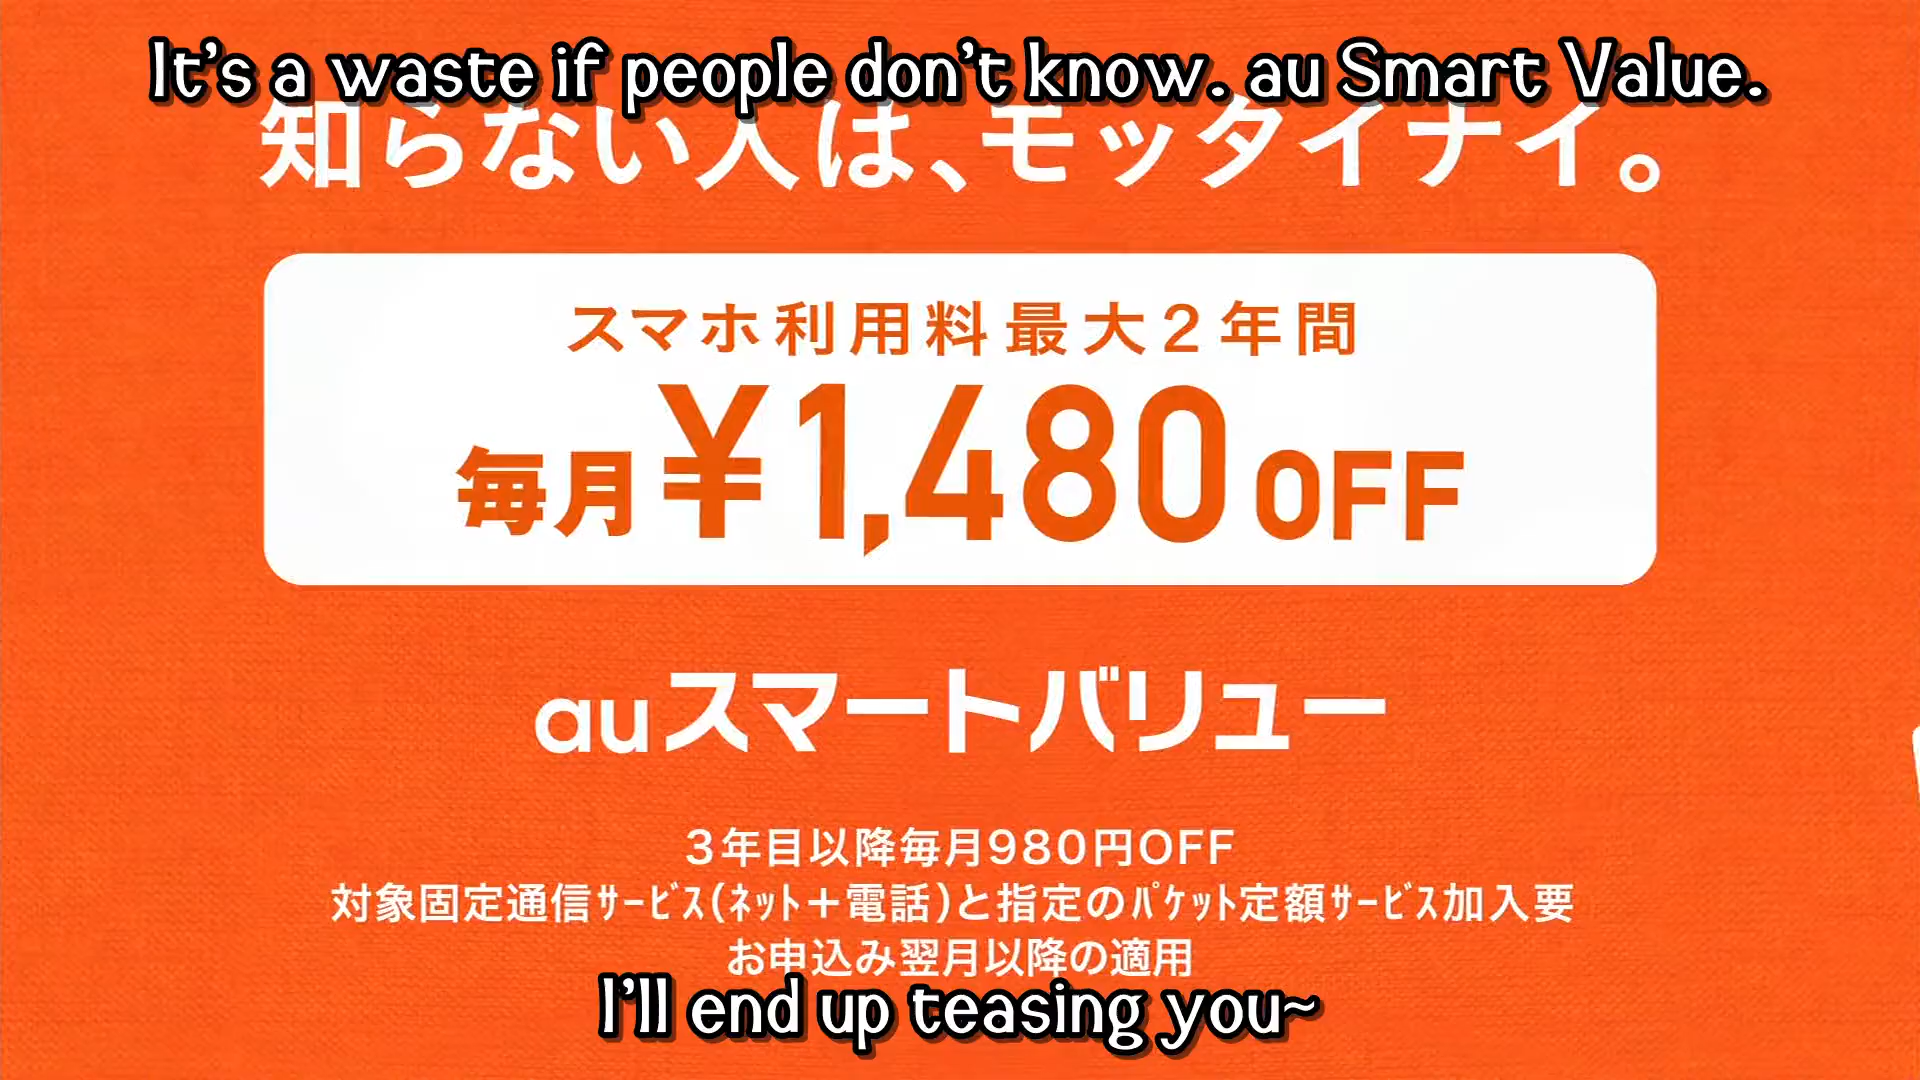 It's a waste if people don't know. au Smart Value.
知らない人は、モッタイナイ。
スマホ利用料最大2年間
毎月¥1,480OFF
auスマートバリュー
3年目以降毎月980円OFF
対象固定通信ｻｰﾋﾞｽ(ﾈｯﾄ＋電話)と指定のﾊﾟｹｯﾄ定額ｻｰﾋﾞｽ加入要
お申込み翌月以降の適用
I'll end up teasing you~